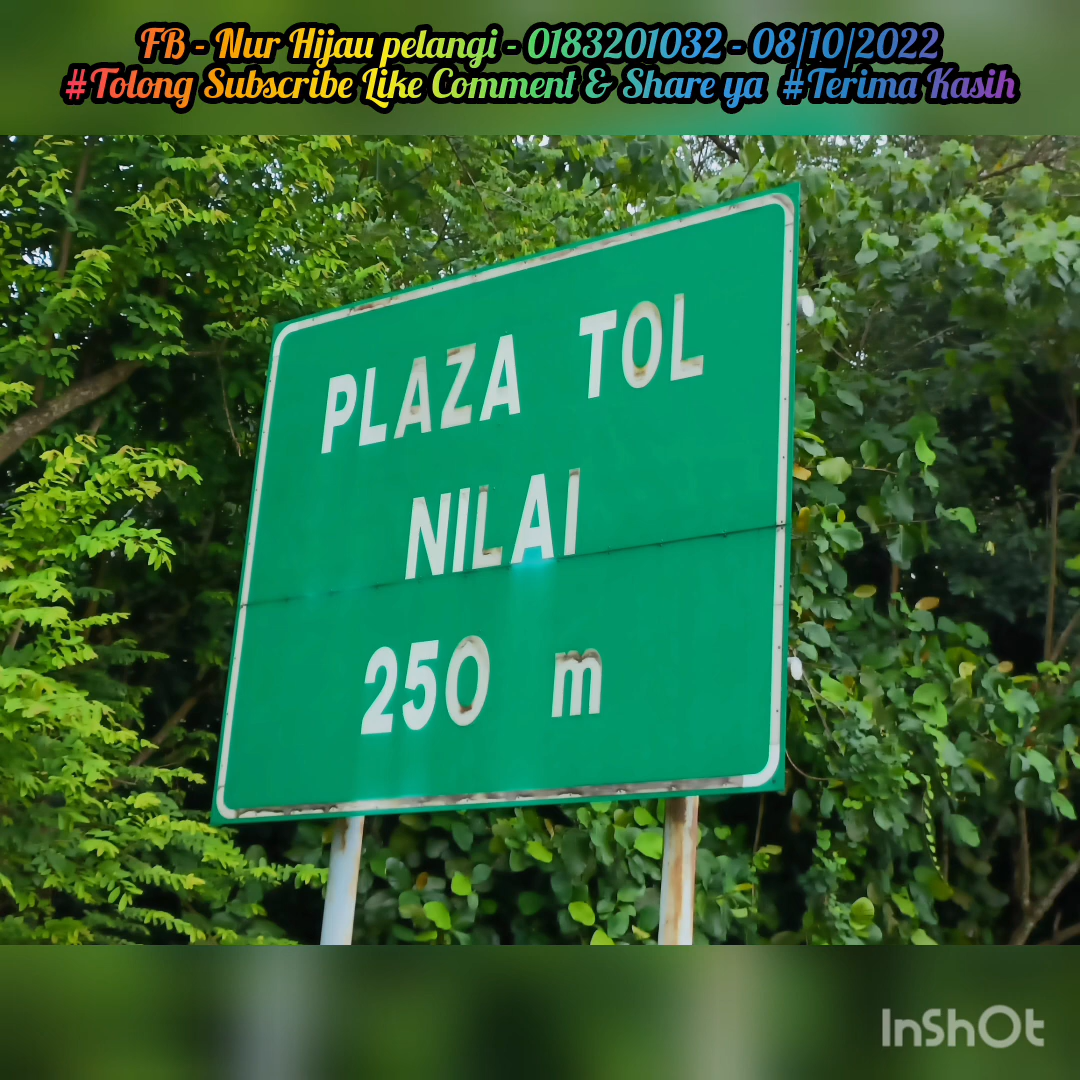 FB - Nur Hijau pelangi - 0183201032 - 08/10/2022
#Tolong Subscribe Like Comment & Share ya #Terima Kasih
PLAZA TOL
NILAI
250 m
InShOt